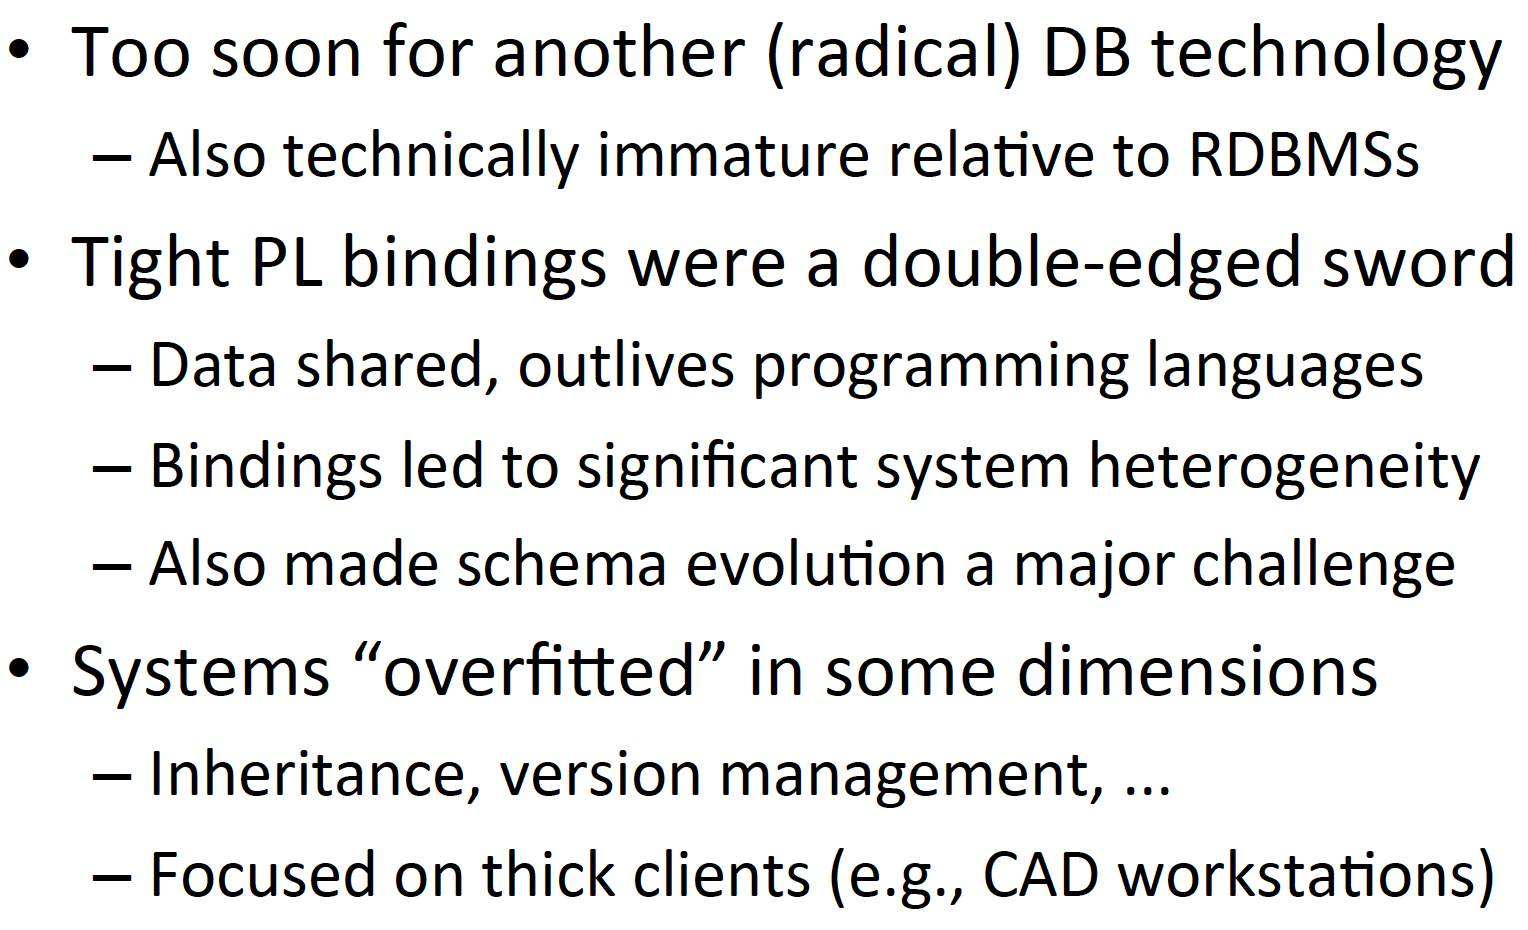 • Too soon for another (radical) DB technology
– Also technically immature relative to RDBMSs
• Tight PL bindings were a double-edged sword
– Data shared, outlives programming languages
– Bindings led to significant system heterogeneity
– Also made schema evolution a major challenge
• Systems “overfitted” in some dimensions
– Inheritance, version management, ...
– Focused on thick clients (e.g., CAD workstations)